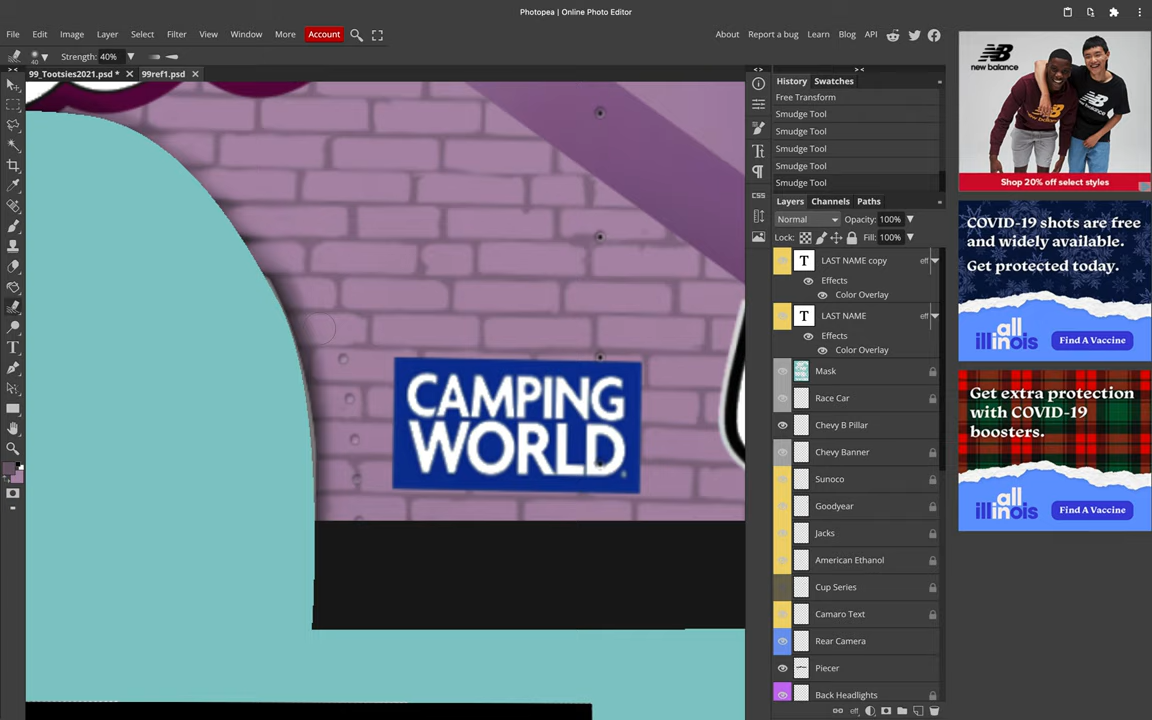 Photopea | Online Photo Editor
File Edit Image Layer Select Filter View Window More Account
About Report a bug Learn Blog API
40 Strength: 40%
99_Tootsies2021.psd * 99ref1.psd
CAMPING
WORLD
CSS
History Swatches
Free Transform
Smudge Tool
Smudge Tool
Smudge Tool
Smudge Tool
Smudge Tool
Layers Channels Paths
Normal Opacity: 100%
Lock: Fill: 100%
T LAST NAME copy eff
Effects
Color Overlay
T LAST NAME eff
Effects
Color Overlay
Mask
Race Car
Chevy B Pillar
Chevy Banner
Sunoco
Goodyear
Jacks
American Ethanol
Cup Series
Camaro Text
Rear Camera
Piecer
Back Headlights
eff
new balance
Shop 20% off select styles
COVID-19 shots are free
and widely available.
Get protected today.
all
illinois
Find A Vaccine
Get extra protection
with COVID-19
boosters.
all
illinois
Find A Vaccine